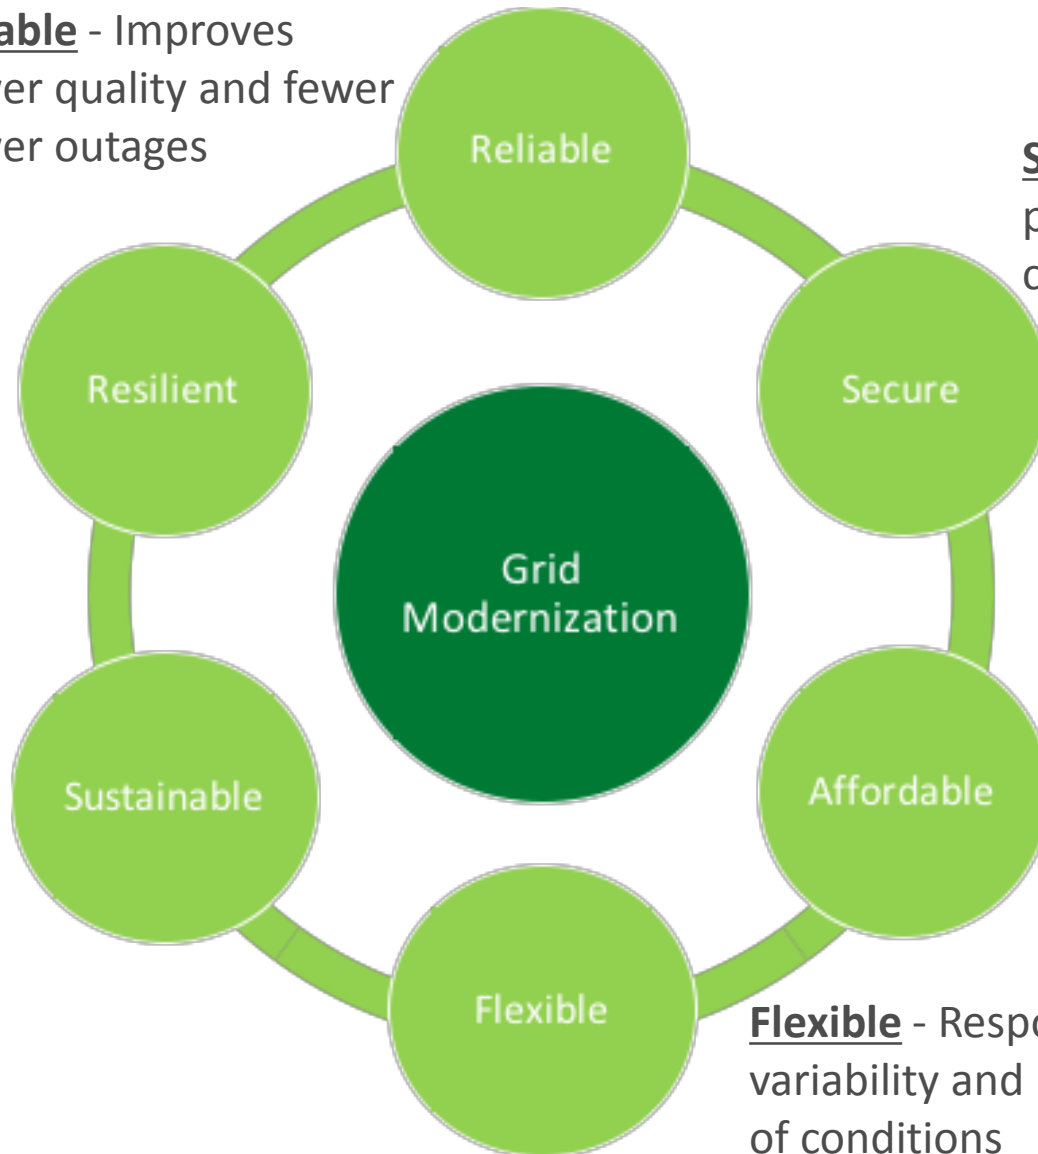 able - Improves
er quality and fewer
er outages
Reliable
S
p
Resilient
Secure
Grid
Modernization
Sustainable
Affordable
Flexible
Flexible - Respo
variability and
of conditions